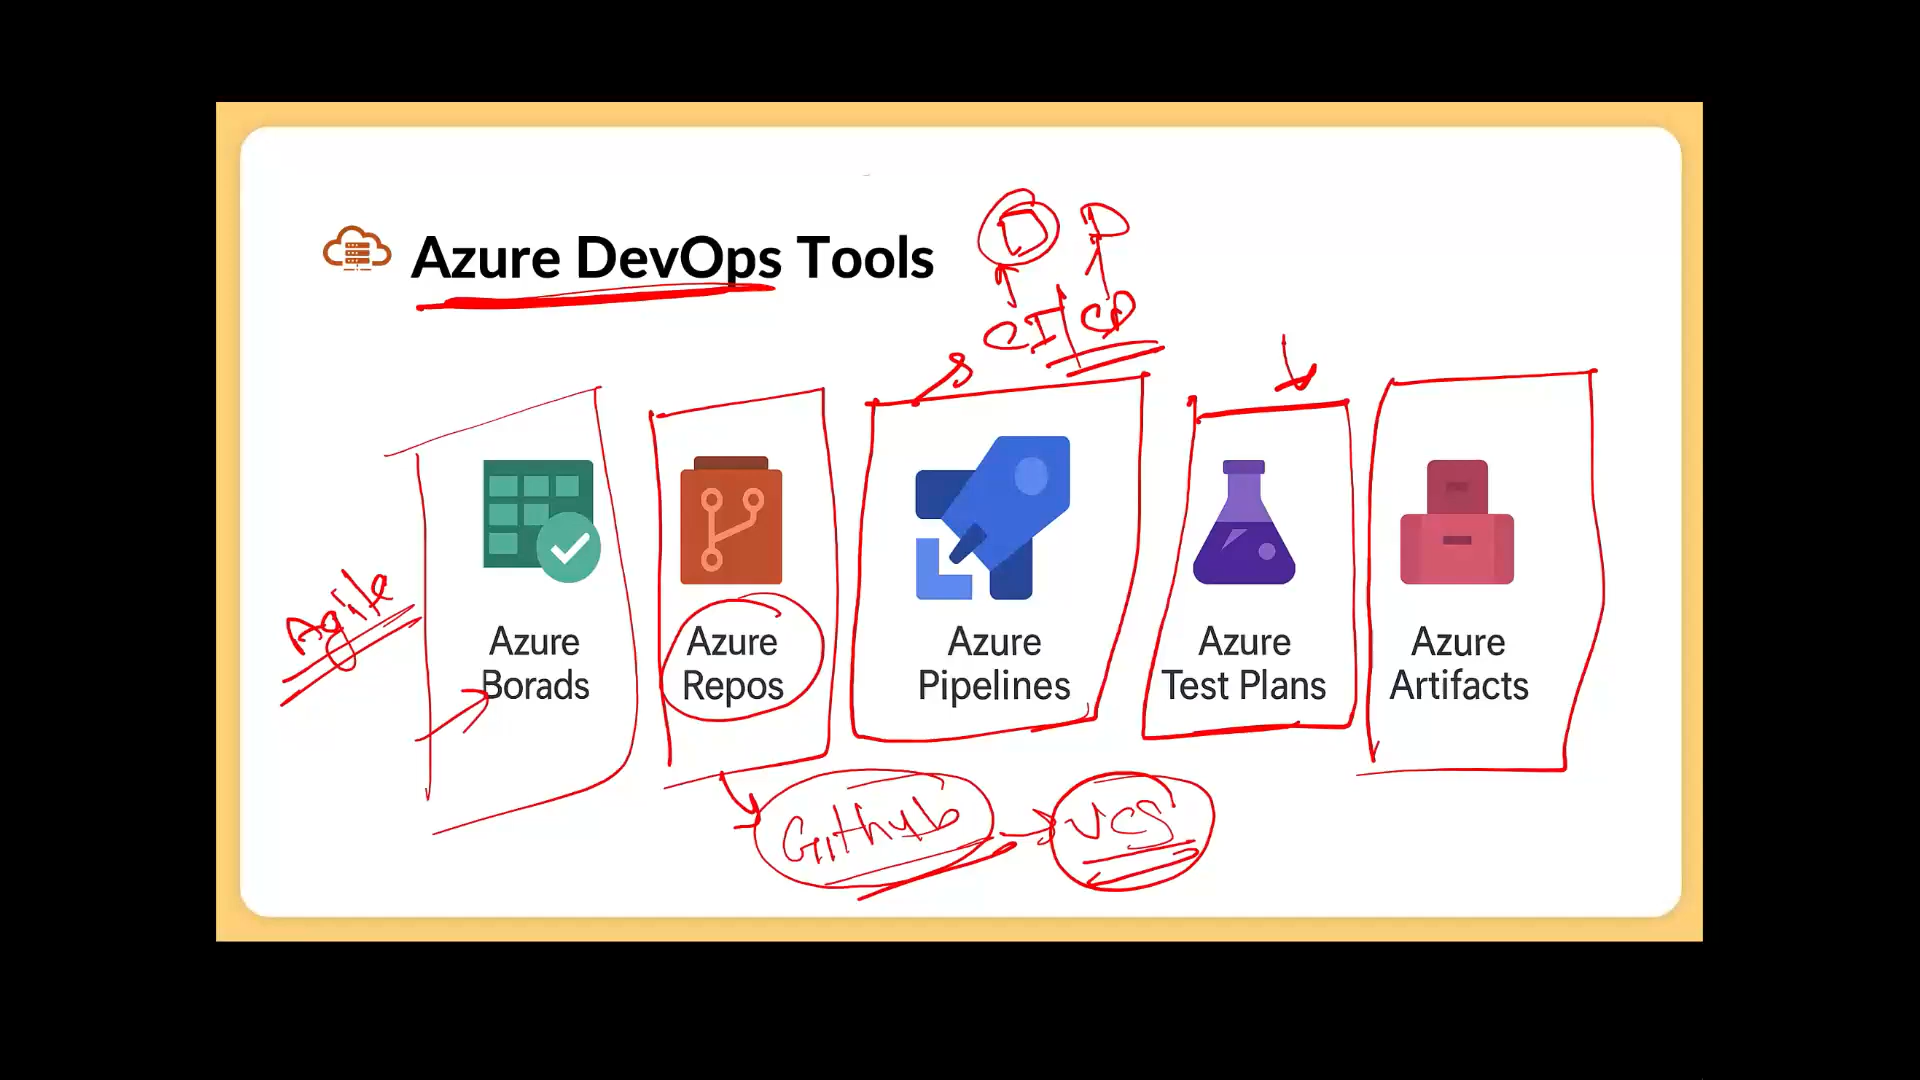 Azure DevOps Tools
CI/CD
Agile
Azure
Borads
Azure
Repos
Azure
Pipelines
Azure
Test Plans
Azure
Artifacts
Github
VCS